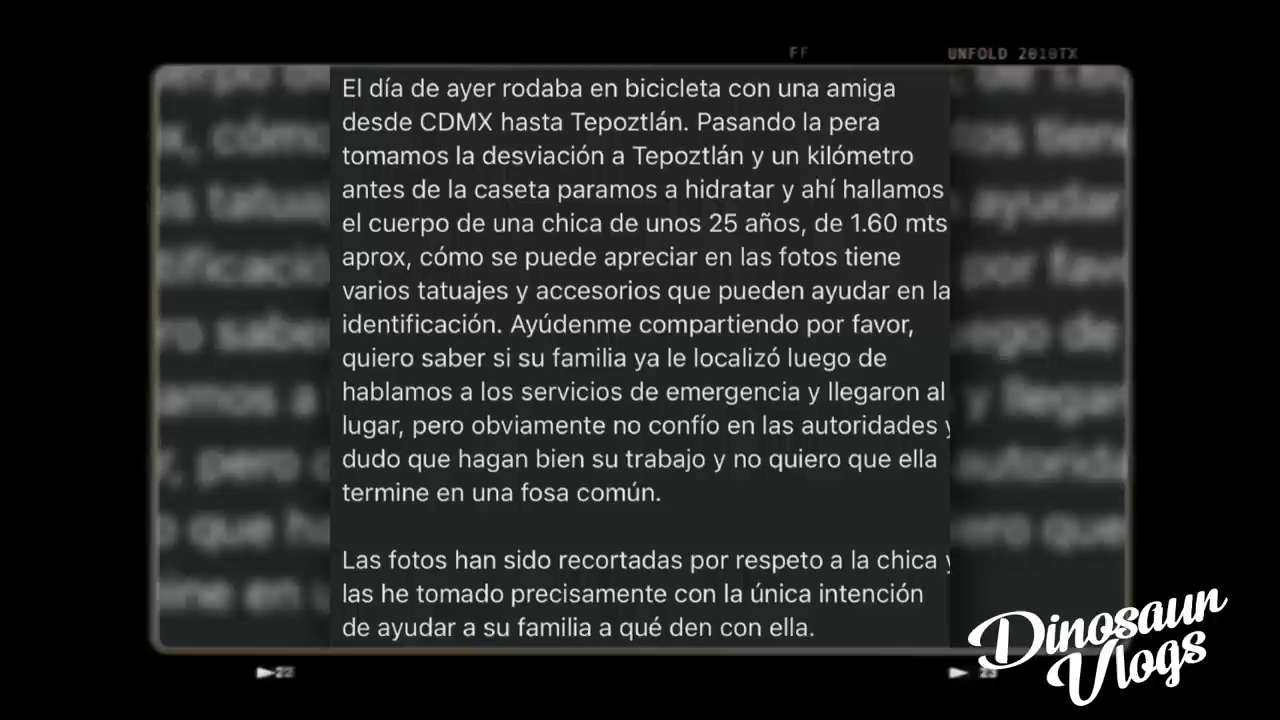 FF
UNFOLD 2010TX
El día de ayer rodaba en bicicleta con una amiga
desde CDMX hasta Tepoztlán. Pasando la pera
tomamos la desviación a Tepoztlán y un kilómetro
antes de la caseta paramos a hidratar y ahí hallamos
el cuerpo de una chica de unos 25 años, de 1.60 mts
aprox, cómo se puede apreciar en las fotos tiene
varios tatuajes y accesorios que pueden ayudar en la
identificación. Ayúdenme compartiendo por favor,
quiero saber si su familia ya le localizó luego de
hablamos a los servicios de emergencia y llegaron al
lugar, pero obviamente no confío en las autoridades y
dudo que hagan bien su trabajo y no quiero que ella
termine en una fosa común.
Las fotos han sido recortadas por respeto a la chica y
las he tomado precisamente con la única intención
de ayudar a su familia a qué den con ella.
Dinosaun
Vlogs